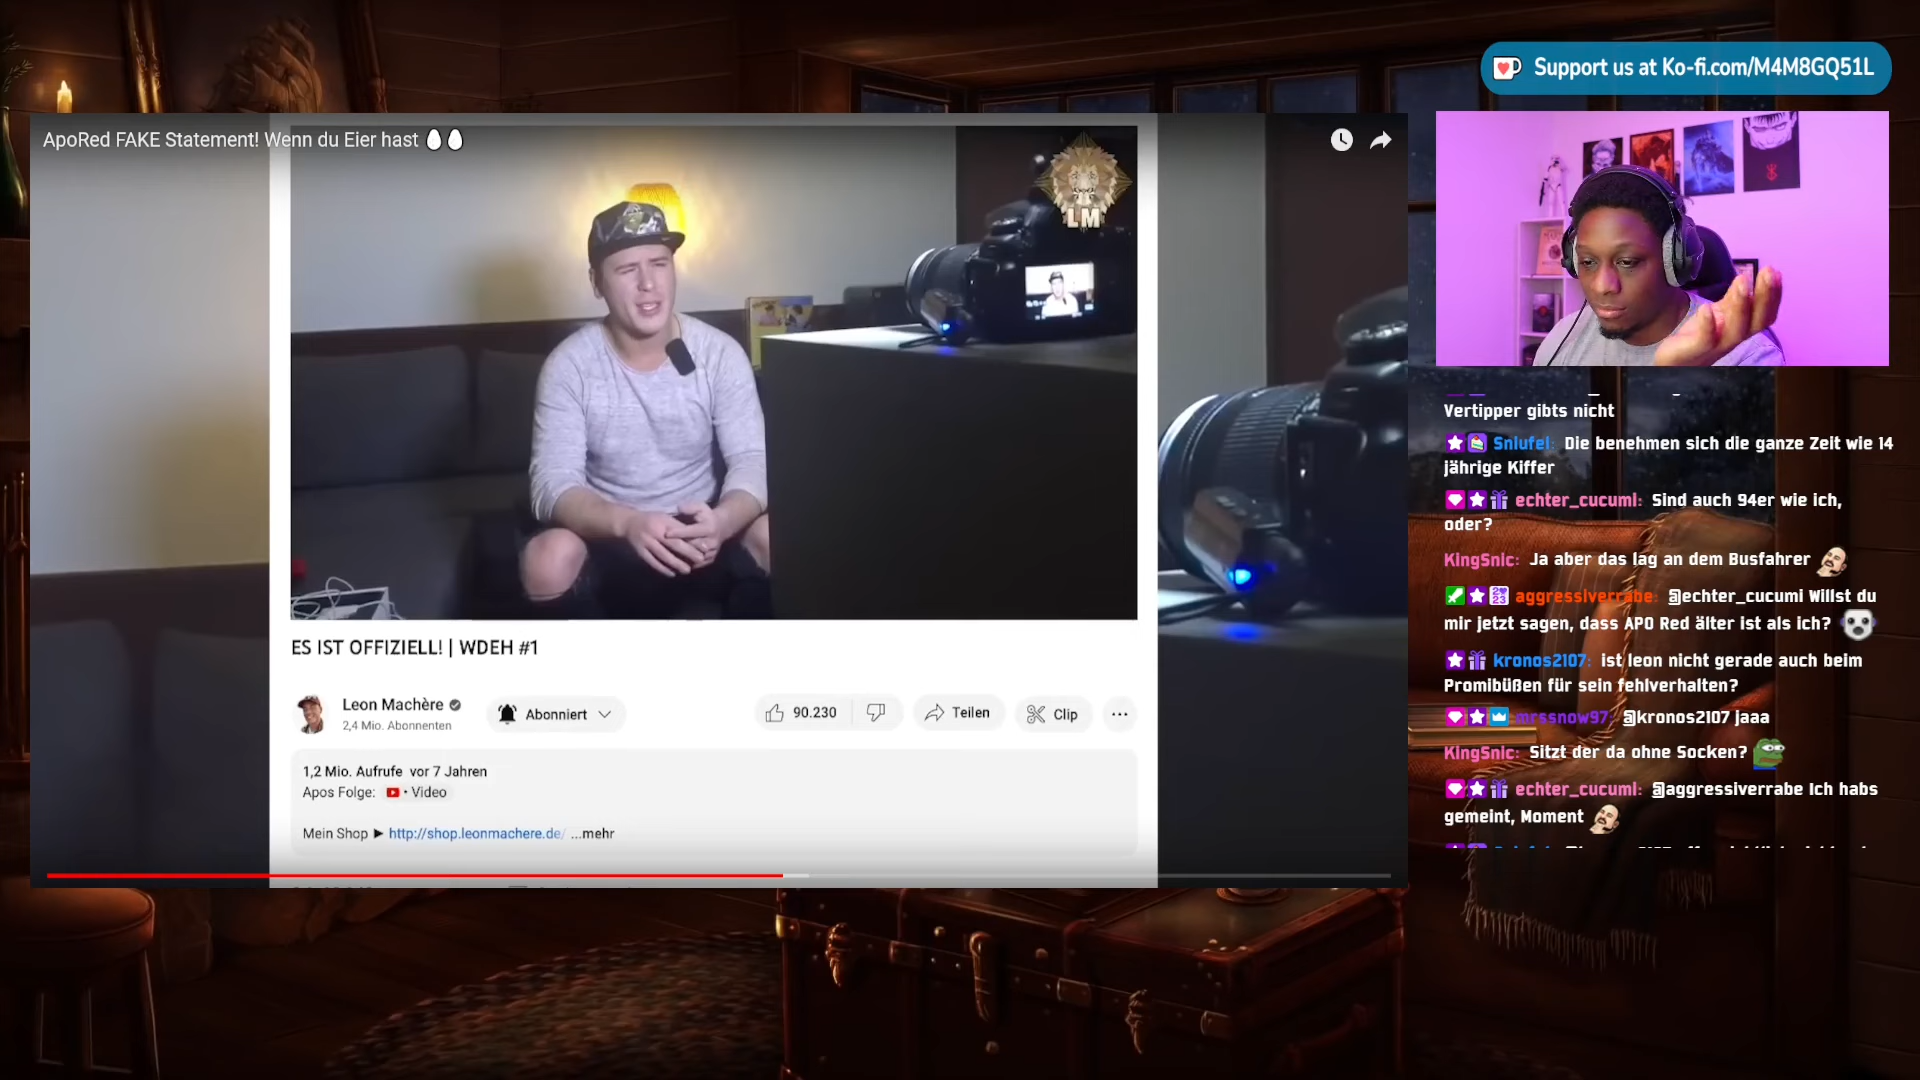 Support us at Ko-fi.com/M4M8GQ51L
ApoRed FAKE Statement! Wenn du Eier hast
LM
ES IST OFFIZIELL! | WDEH #1
Leon Machère
2,4 Mio. Abonnenten
Abonniert
90.230
Teilen
Clip
1,2 Mio. Aufrufe vor 7 Jahren
Apos Folge: • Video
Mein Shop ► http://shop.leonmachere.de/ ...mehr
Vertipper gibts nicht
Snlufel: Die benehmen sich die ganze Zeit wie 14
jährige Kiffer
echter_cucumi: Sind auch 94er wie ich,
oder?
KingSnic: Ja aber das lag an dem Busfahrer
aggressiverrabe: @echter_cucumi Willst du
mir jetzt sagen, dass APO Red älter ist als ich?
kronos2107: ist leon nicht gerade auch beim
Promibüßen für sein fehlverhalten?
mrssnow97: @kronos2107 jaaa
KingSnic: Sitzt der da ohne Socken?
echter_cucumi: @aggressiverrabe Ich habs
gemeint, Moment